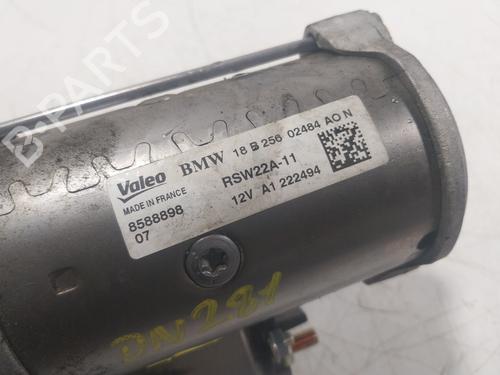 Valeo BMW 18 B 256 02484 AO N
MADE IN FRANCE RSW22A-11
8588898 12V A1 222494
07
DN281
B-PARTS